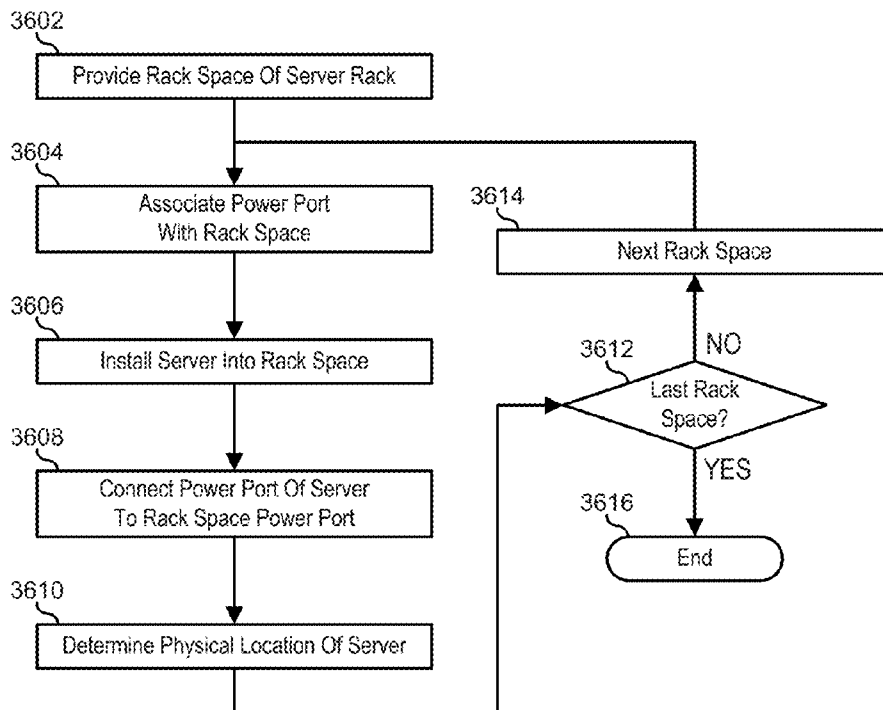 3602
Provide Rack Space Of Server Rack
3604
Associate Power Port
With Rack Space
3606
Install Server Into Rack Space
3608
Connect Power Port Of Server
To Rack Space Power Port
3610
Determine Physical Location Of Server
3614
Next Rack Space
NO
3612
Last Rack
Space?
YES
3616
End